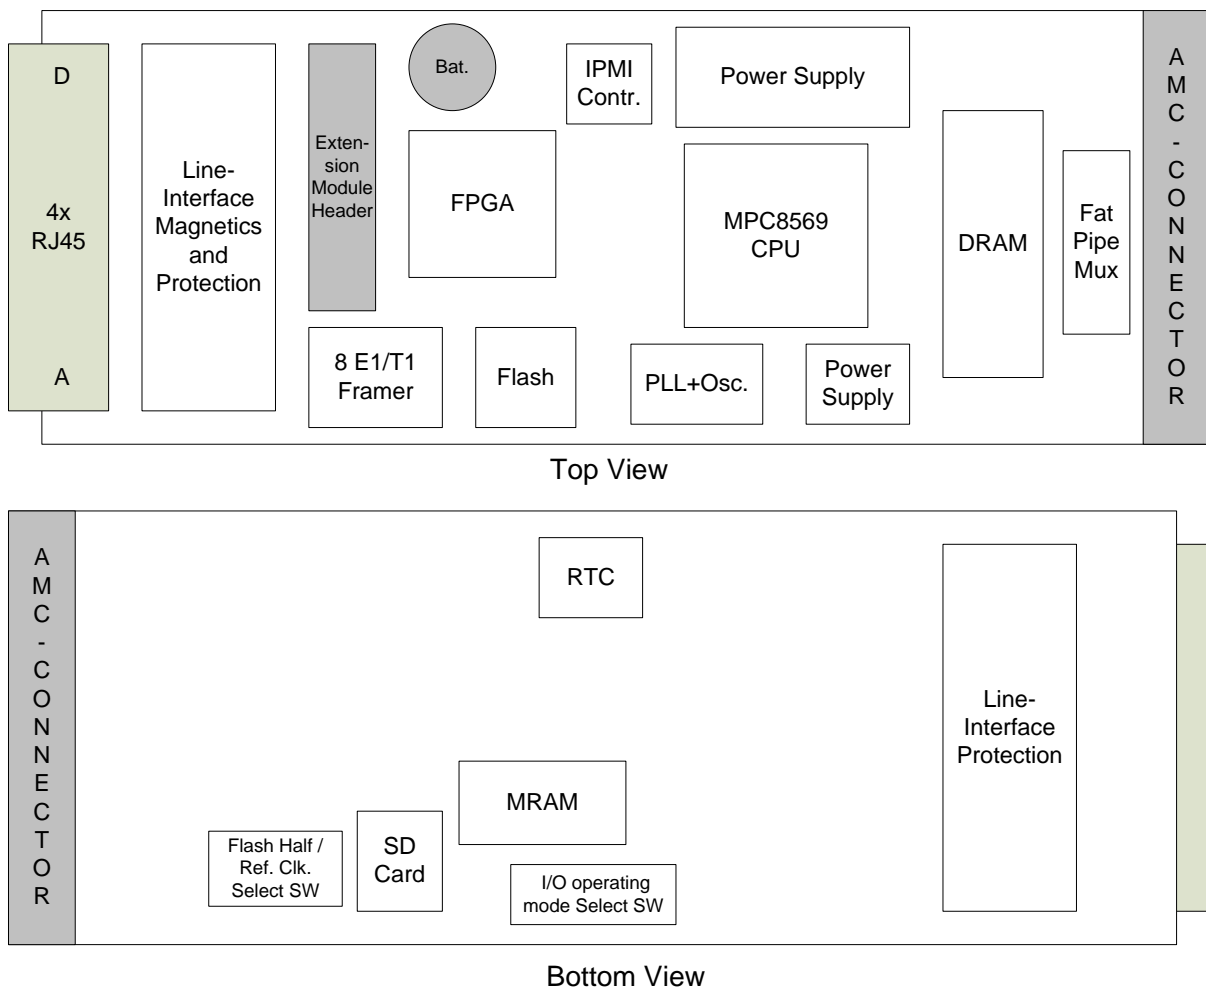 D
4x
RJ45
A
Line-
Interface
Magnetics
and
Protection
Exten-
sion
Module
Header
Bat.
FPGA
8 E1/T1
Framer
Flash
IPMI
Contr.
Power Supply
MPC8569
CPU
PLL+Osc.
Power
Supply
DRAM
Fat
Pipe
Mux
A
M
C
-
C
O
N
N
E
C
T
O
R
Top View
A
M
C
-
C
O
N
N
E
C
T
O
R
RTC
MRAM
Flash Half /
Ref. Clk.
Select SW
SD
Card
I/O operating
mode Select SW
Line-
Interface
Protection
Bottom View